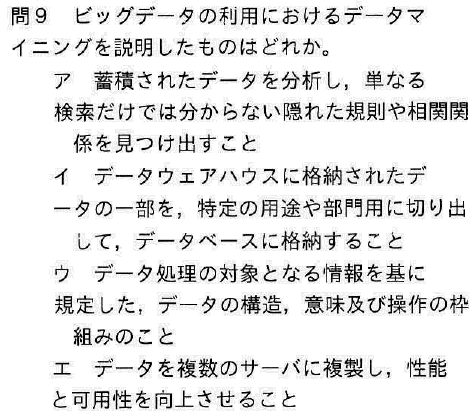 問９　ビッグデータの利用におけるデータマ
イニングを説明したものはどれか。
ア　蓄積されたデータを分析し，単なる
検索だけでは分からない隠れた規則や相関関
係を見つけ出すこと
イ　データウェアハウスに格納されたデ
ータの一部を，特定の用途や部門用に切り出
して，データベースに格納すること
ウ　データ処理の対象となる情報を基に
規定した，データの構造，意味及び操作の枠
組みのこと
エ　データを複数のサーバに複製し，性能
と可用性を向上させること